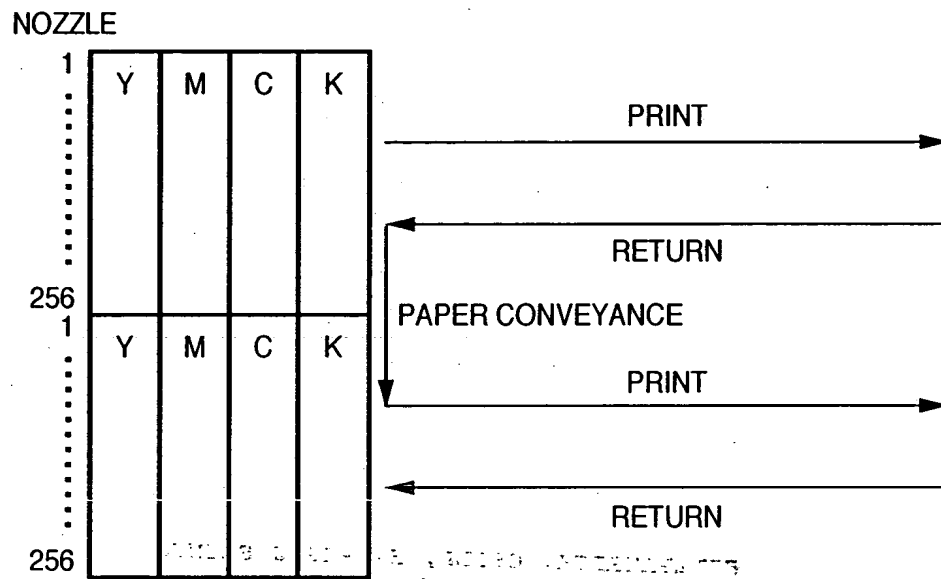 NOZZLE
1
Y M C K
PRINT
RETURN
256
PAPER CONVEYANCE
1
Y M C K
PRINT
RETURN
256